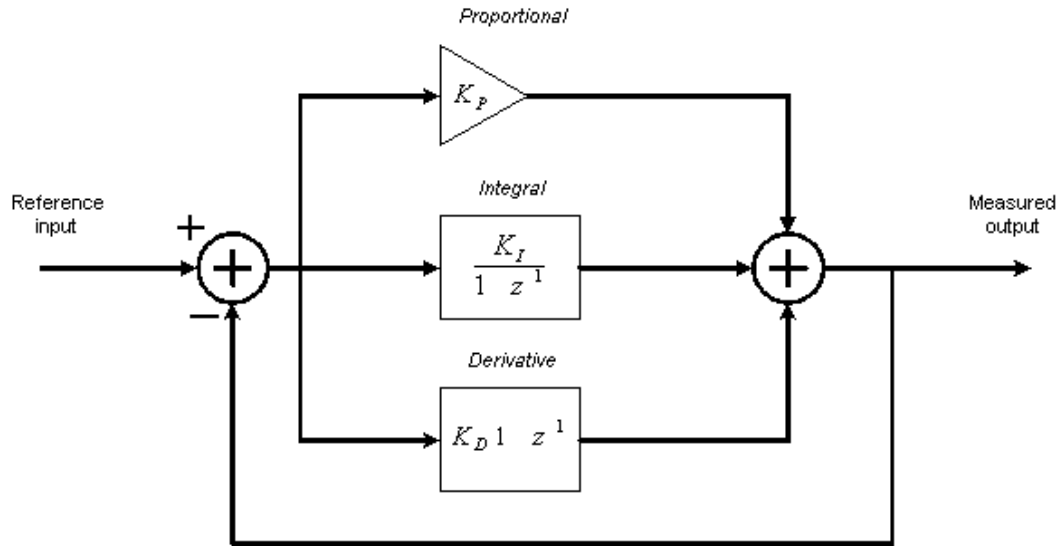 Proportional
K_P
Integral
Reference
input
Measured
output
+
+
+
K_I
1 z^1
−
Derivative
K_D 1 z^1